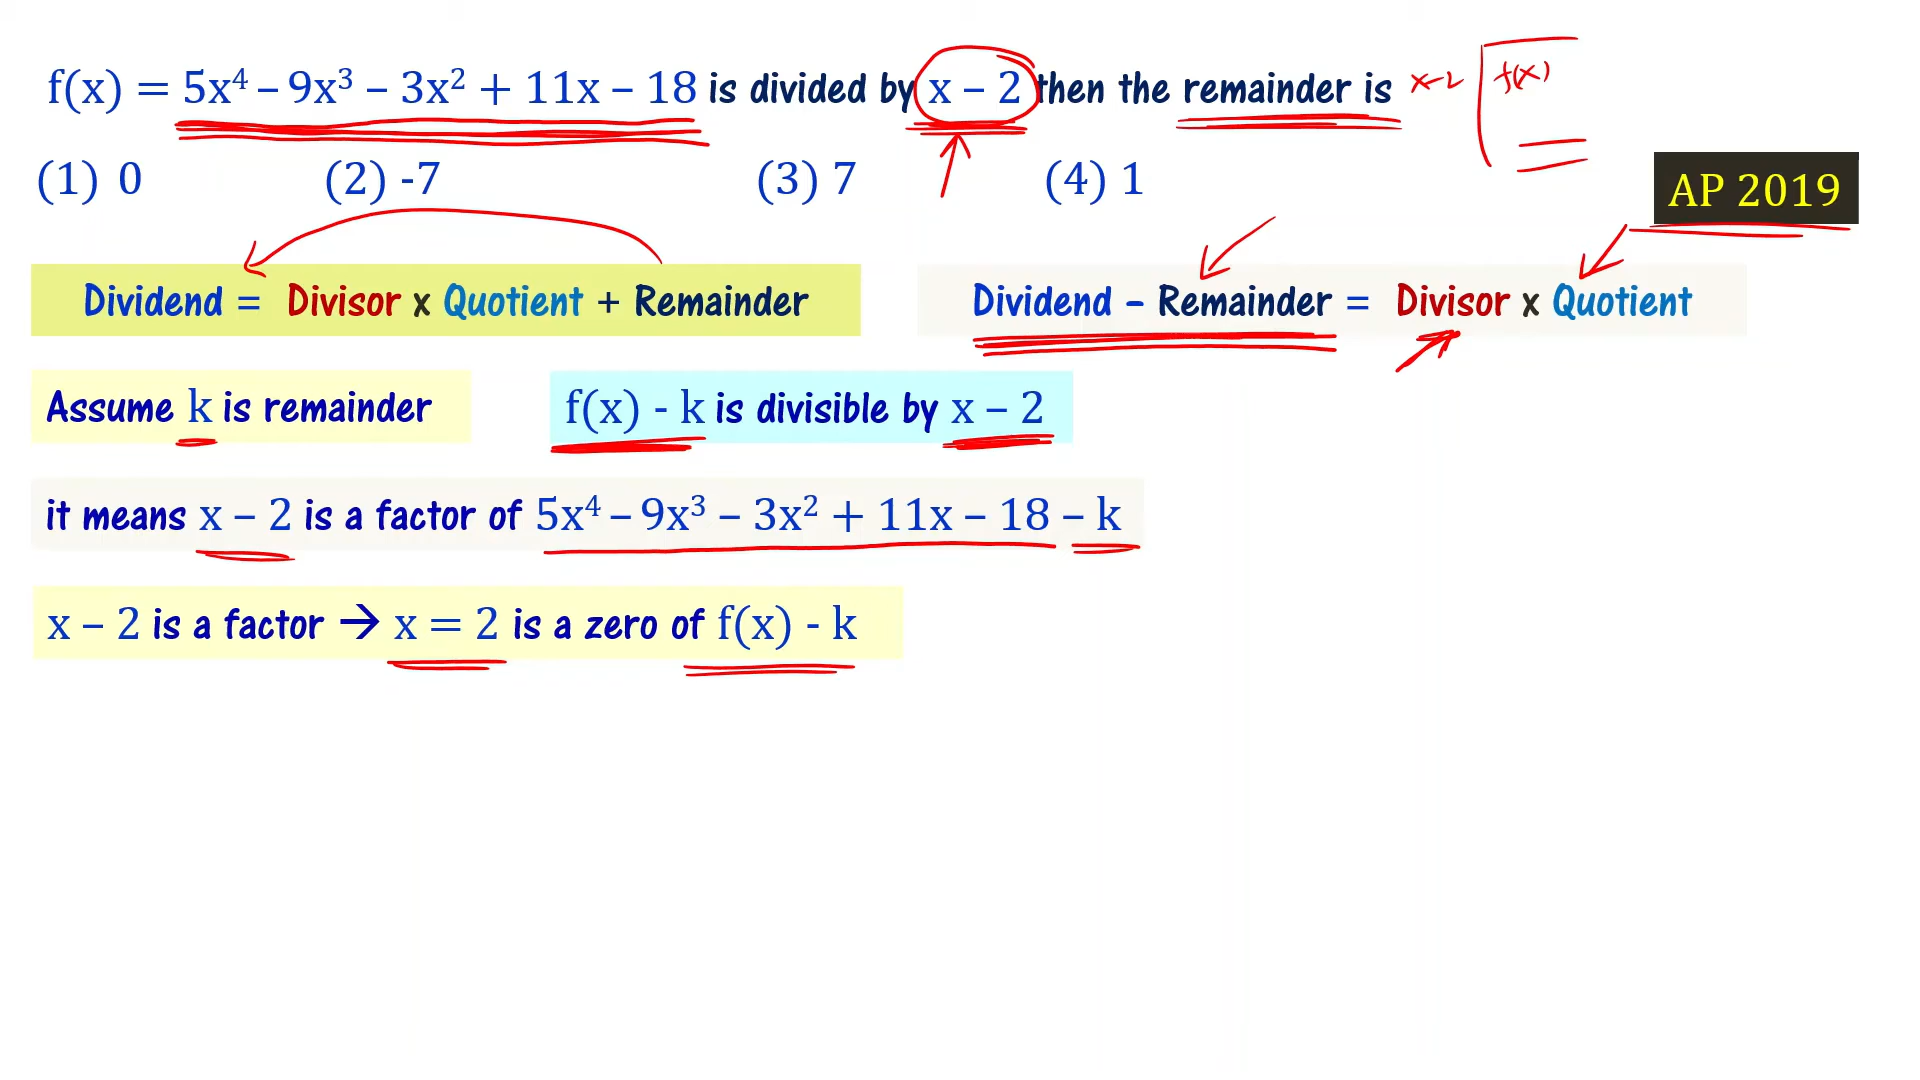 f(x) = 5x⁴ – 9x³ – 3x² + 11x – 18 is divided by x – 2 then the remainder is x-2 f(x)
(1) 0 (2) -7 (3) 7 (4) 1
AP 2019
Dividend = Divisor x Quotient + Remainder
Dividend – Remainder = Divisor x Quotient
Assume k is remainder
f(x) - k is divisible by x – 2
it means x – 2 is a factor of 5x⁴ – 9x³ – 3x² + 11x – 18 – k
x – 2 is a factor → x = 2 is a zero of f(x) - k